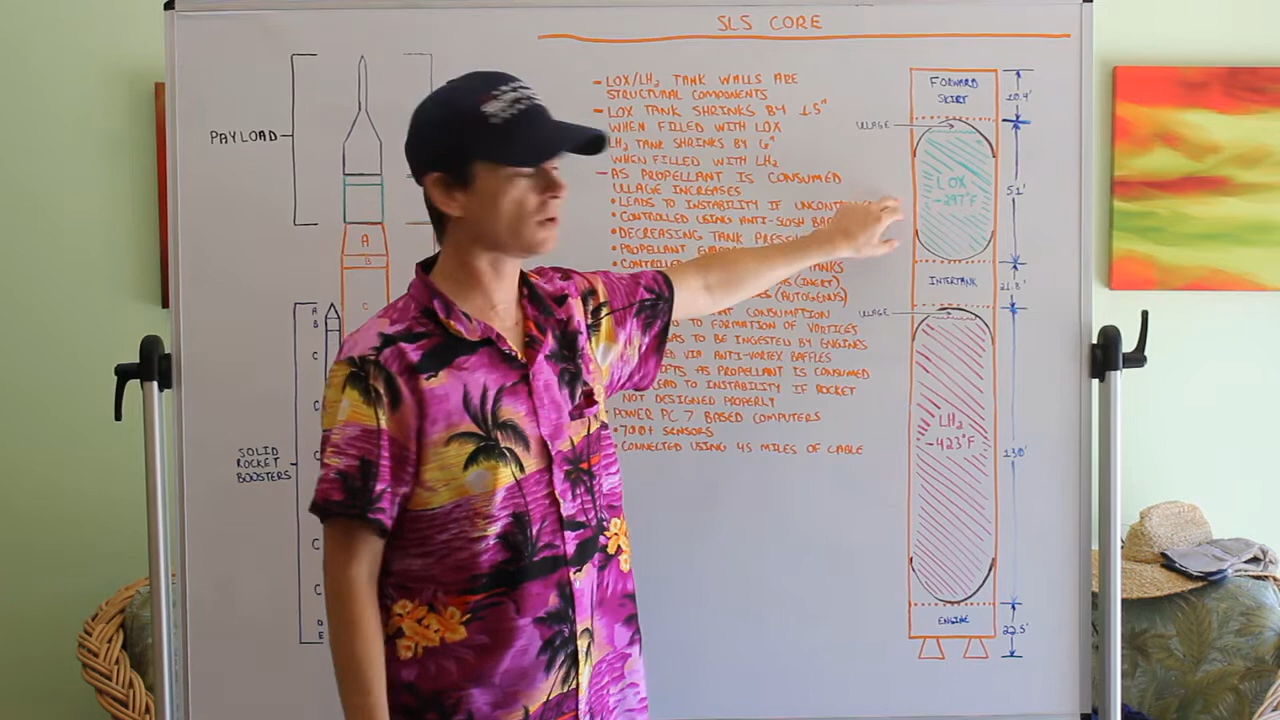 SLS CORE
PAYLOAD
A
B
C
A
B
C
C
C
C
C
D
E
SOLID
ROCKET
BOOSTERS
- LOX/LH2 TANK WALLS ARE
STRUCTURAL COMPONENTS
- LOX TANK SHRINKS BY 1.5"
WHEN FILLED WITH LOX
LH2 TANK SHRINKS BY 6"
WHEN FILLED WITH LH2
- AS PROPELLANT IS CONSUMED
ULLAGE INCREASES
• LEADS TO INSTABILITY IF
• CONTROLLED USING ANTI-SLOSH
• DECREASING TANK
• PROPELLANT
• TANKS
(INERT)
(AUTOGENUS)
CONSUMPTION
TO FORMATION OF VORTICES
TO BE INGESTED BY ENGINES
VIA ANTI-VORTEX BAFFLES
AS PROPELLANT IS CONSUMED
LEAD TO INSTABILITY IF ROCKET
NOT DESIGNED PROPERLY
POWER PC 7 BASED COMPUTERS
• 700+ SENSORS
• CONNECTED USING 45 MILES OF CABLE
FORWARD
SKIRT
10.4'
ULLAGE
LOX
-297°F
51'
INTERTANK
21.8'
ULLAGE
LH2
-423°F
130'
ENGINE
22.5'